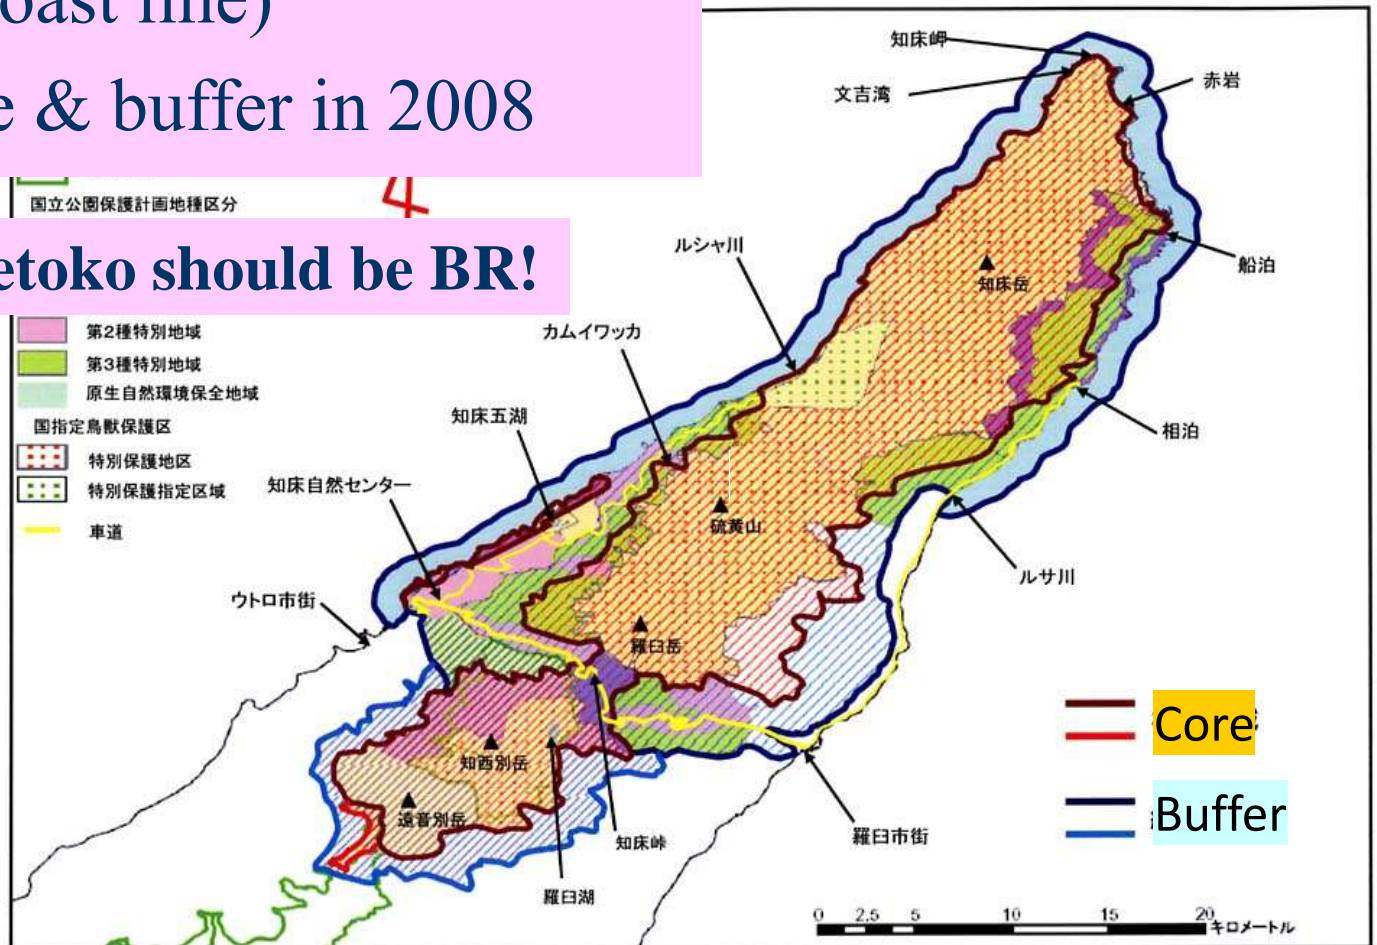 oast line)
e & buffer in 2008
国立公園保護計画地種区分
etoko should be BR!
第2種特別地域
第3種特別地域
原生自然環境保全地域
国指定鳥獣保護区
特別保護地区
特別保護指定区域
車道
知床岬
文吉湾
赤岩
ルシャ川
船泊
知床岳
カムイワッカ
知床五湖
相泊
知床自然センター
硫黄山
ルサ川
ウトロ市街
羅臼岳
知西別岳
遠音別岳
知床峠
羅臼湖
羅臼市街
Core
Buffer
0 2.5 5 10 15 20 キロメートル